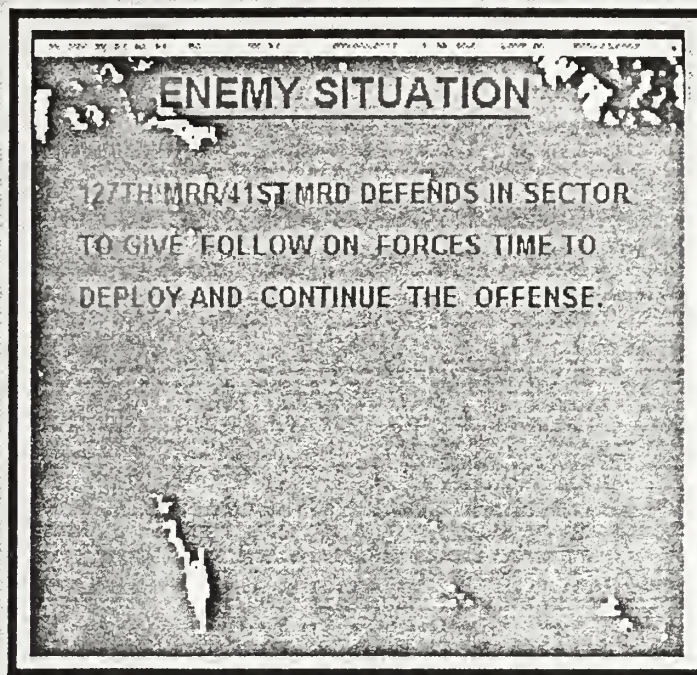 ENEMY SITUATION
127TH MRR/41ST MRD DEFENDS IN SECTOR
TO GIVE FOLLOW ON FORCES TIME TO
DEPLOY AND CONTINUE THE OFFENSE.